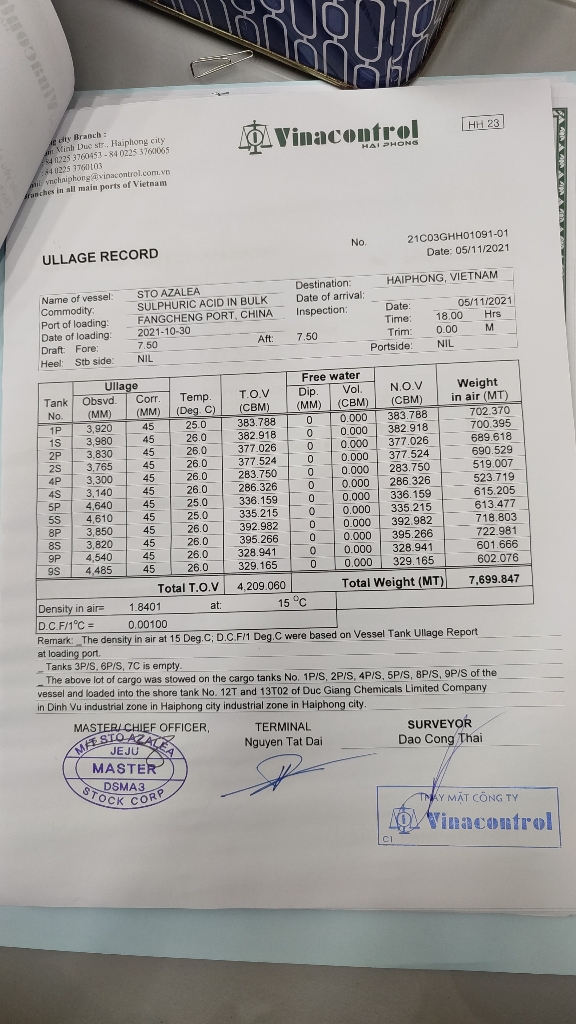 city Branch :
Minh Duc str., Haiphong city
84 0225 3760453 - 84 0225 3760065
84 0225 3760103
vnchaiphong@vinacontrol.com.vn
Branches in all main ports of Vietnam
Vinacontrol
HAI PHONG
HH 23
No. 21C03GHH01091-01
Date: 05/11/2021
ULLAGE RECORD
Name of vessel: STO AZALEA Destination: HAIPHONG, VIETNAM
Commodity: SULPHURIC ACID IN BULK Date of arrival:
Port of loading: FANGCHENG PORT, CHINA Inspection: Date: 05/11/2021
Date of loading: 2021-10-30 Time: 18.00 Hrs
Draft: Fore: 7.50 Aft: 7.50 Trim: 0.00 M
Heel: Stb side: NIL Portside: NIL
Tank No. Ullage Obsvd. (MM) Corr. (MM) Temp. (Deg. C) T.O.V (CBM) Free water Dip. (MM) Vol. (CBM) N.O.V (CBM) Weight in air (MT)
1P 3,920 45 25.0 383.788 0 0.000 383.788 702.370
1S 3,980 45 26.0 382.918 0 0.000 382.918 700.395
2P 3,830 45 26.0 377.026 0 0.000 377.026 689.618
2S 3,765 45 26.0 377.524 0 0.000 377.524 690.529
4P 3,300 45 26.0 283.750 0 0.000 283.750 519.007
4S 3,140 45 26.0 286.326 0 0.000 286.326 523.719
5P 4,640 45 25.0 336.159 0 0.000 336.159 615.205
5S 4,610 45 25.0 335.215 0 0.000 335.215 613.477
8P 3,850 45 26.0 392.982 0 0.000 392.982 718.803
8S 3,820 45 26.0 395.266 0 0.000 395.266 722.981
9P 4,540 45 26.0 328.941 0 0.000 328.941 601.666
9S 4,485 45 26.0 329.165 0 0.000 329.165 602.076
Total T.O.V 4,209.060 Total Weight (MT) 7,699.847
Density in air= 1.8401 at: 15 °C
D.C.F/1°C = 0.00100
Remark: _The density in air at 15 Deg.C; D.C.F/1 Deg.C were based on Vessel Tank Ullage Report
at loading port.
_ Tanks 3P/S, 6P/S, 7C is empty.
_ The above lot of cargo was stowed on the cargo tanks No. 1P/S, 2P/S, 4P/S, 5P/S, 8P/S, 9P/S of the
vessel and loaded into the shore tank No. 12T and 13T02 of Duc Giang Chemicals Limited Company
in Dinh Vu industrial zone in Haiphong city industrial zone in Haiphong city.
MASTER/ CHIEF OFFICER, TERMINAL SURVEYOR
Nguyen Tat Dai Dao Cong Thai
M/T STO AZALEA
JEJU
MASTER
DSMA3
STOCK CORP
THAY MẶT CÔNG TY
Vinacontrol
C1